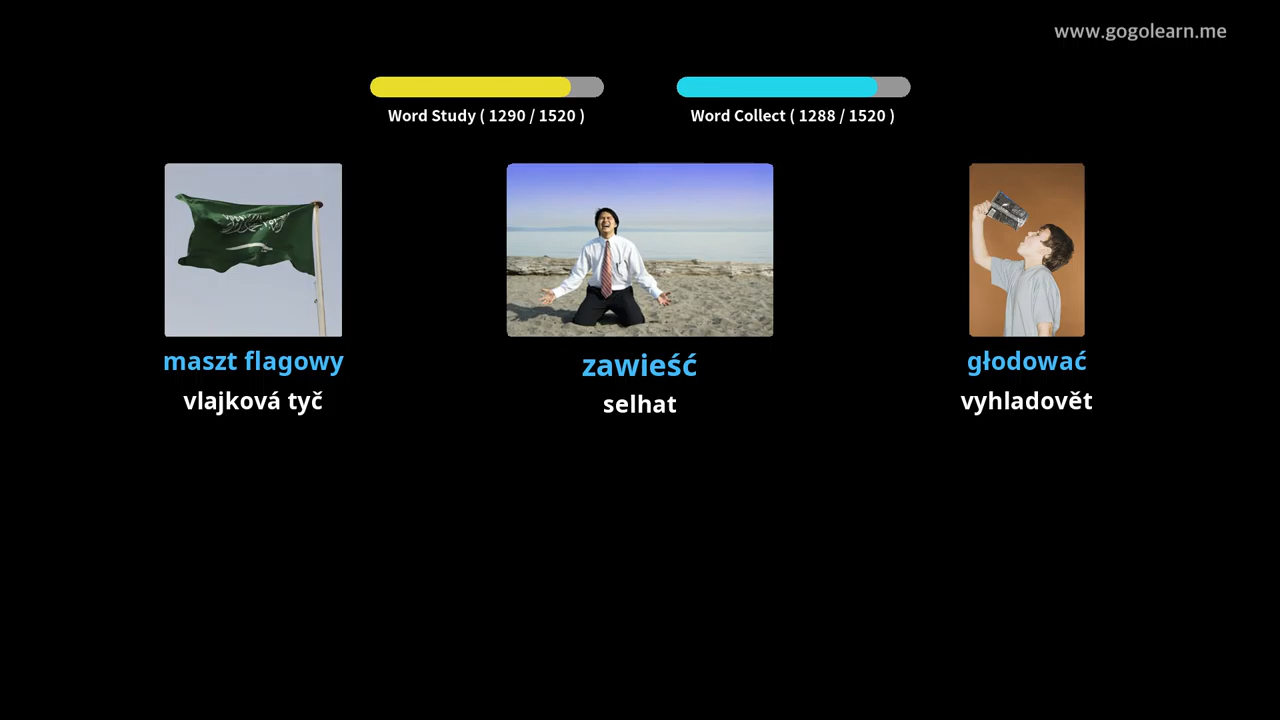 www.gogolearn.me
Word Study ( 1290 / 1520 )
Word Collect ( 1288 / 1520 )
maszt flagowy
vlajková tyč
zawieść
selhat
głodować
vyhladovět